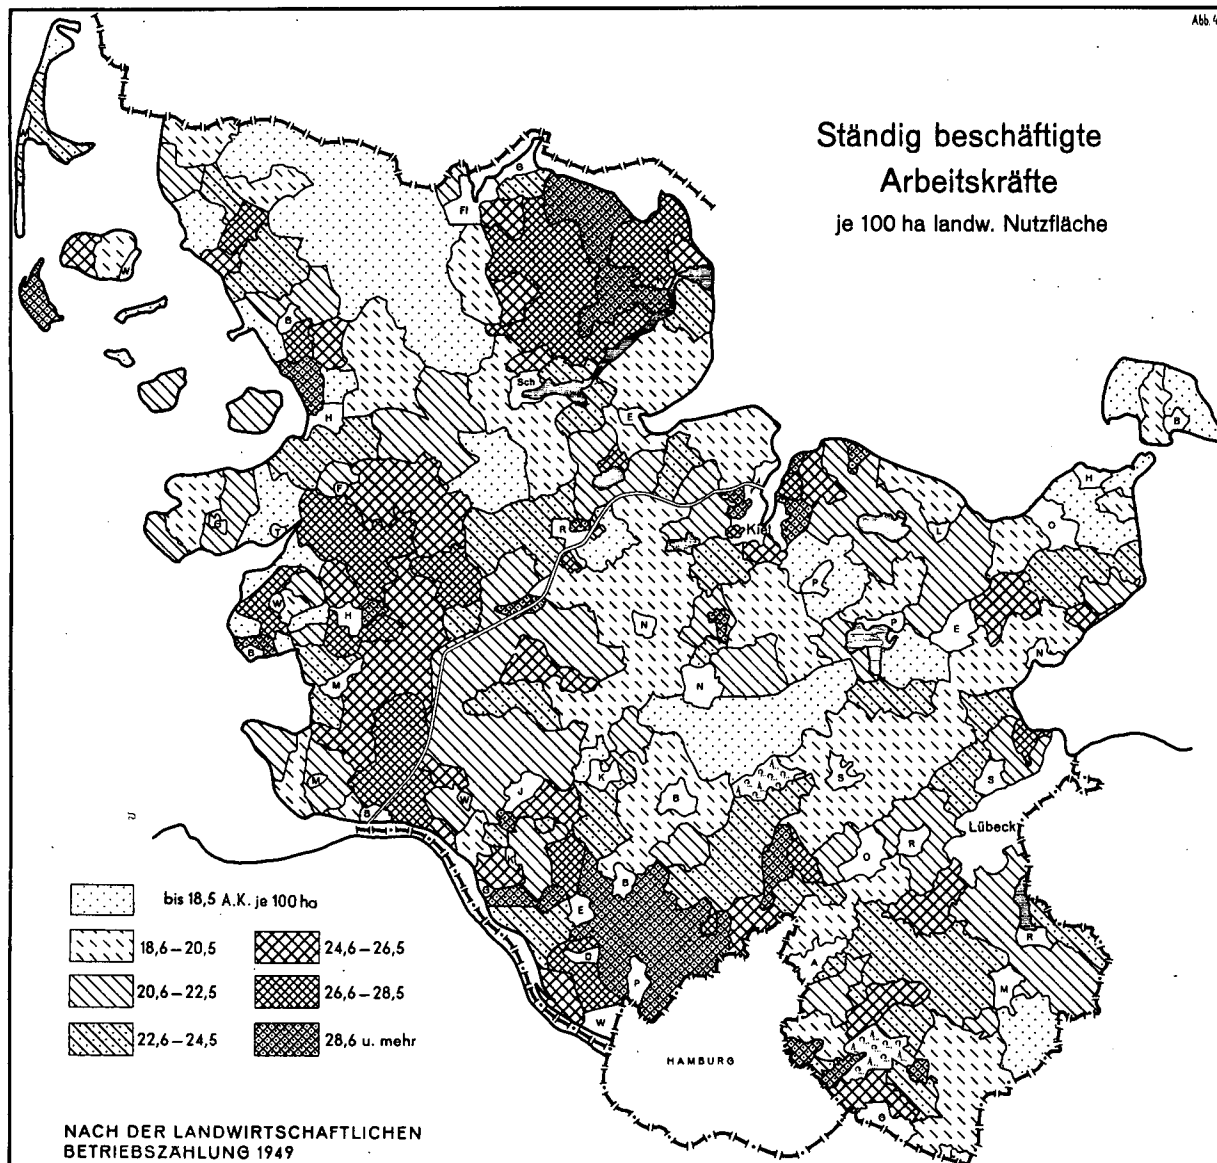 Abb. 4
Ständig beschäftigte
Arbeitskräfte
je 100 ha landw. Nutzfläche
G
Fl
W
B
Sch
H
E
B
H
F
G
T
R
Kiel
O
L
P
W
H
N
P
E
B
N
M
N
K
S
S
M
J
B
W
B
Lübeck
O
R
K
B
G
E
bis 18,5 A.K. je 100 ha
18,6–20,5
24,6–26,5
20,6–22,5
26,6–28,5
22,6–24,5
28,6 u. mehr
D
A
R
P
M
W
HAMBURG
G
NACH DER LANDWIRTSCHAFTLICHEN
BETRIEBSZÄHLUNG 1949